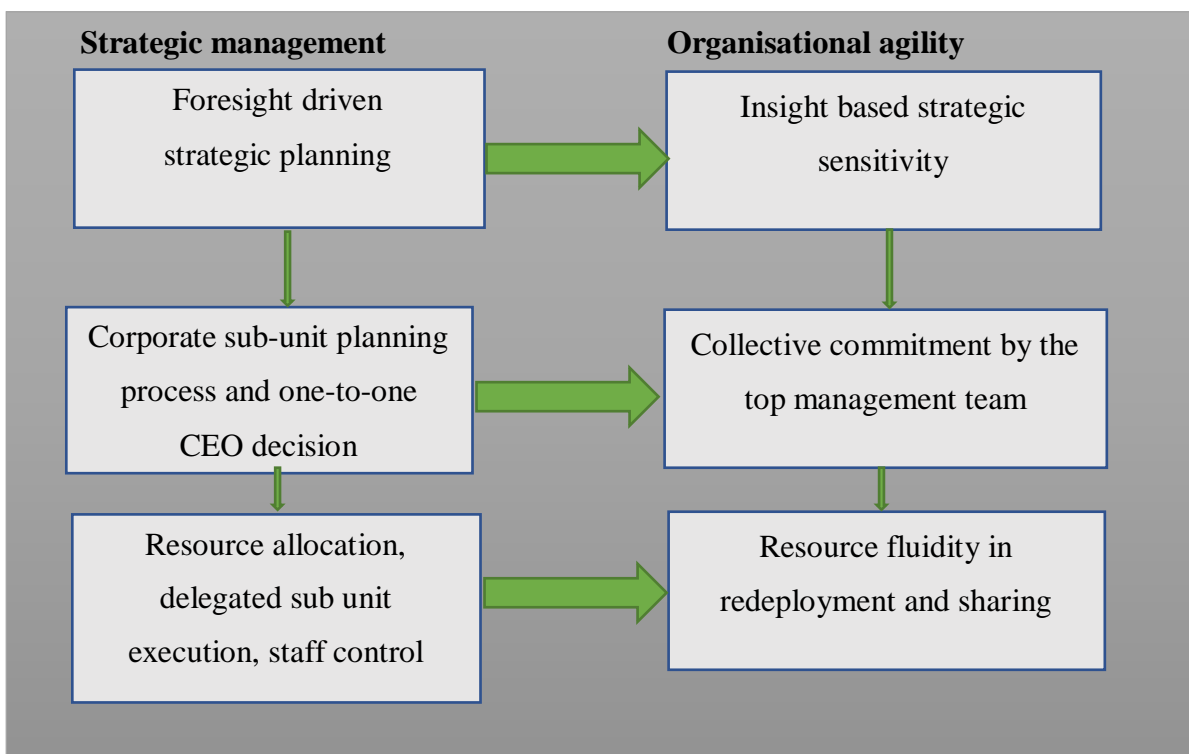 Strategic management
Organisational agility
Foresight driven
strategic planning
Insight based strategic
sensitivity
Corporate sub-unit planning
process and one-to-one
CEO decision
Collective commitment by the
top management team
Resource allocation,
delegated sub unit
execution, staff control
Resource fluidity in
redeployment and sharing